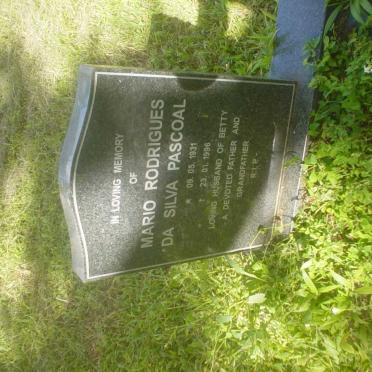 IN LOVING MEMORY
OF
MARIO RODRIGUES
DA SILVA PASCOAL
* 09. 05. 1931
† 23. 01. 1996
LOVING HUSBAND OF BETTY
A DEVOTED FATHER AND
GRANDFATHER
R.I.P.